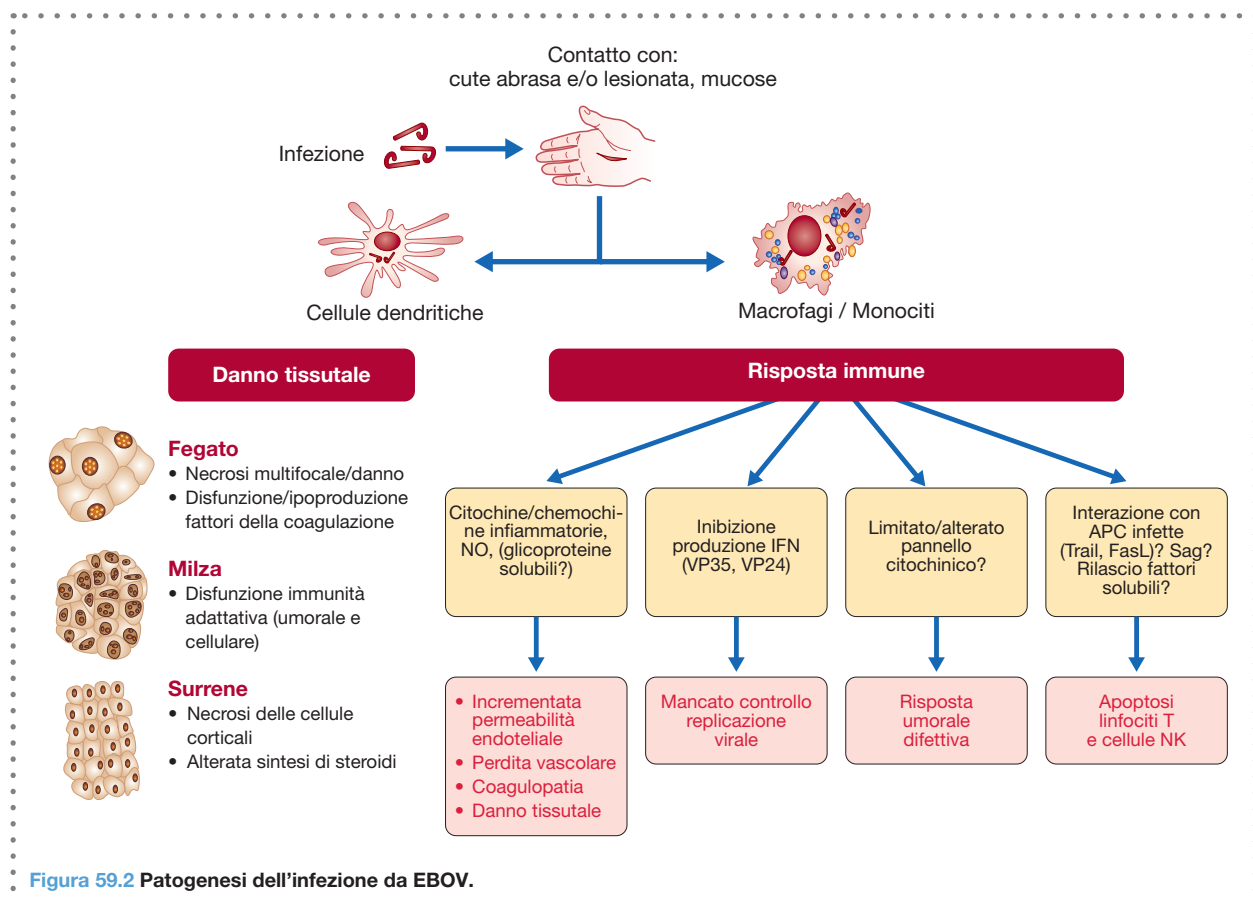 Contatto con:
cute abrasa e/o lesionata, mucose
Infezione
Cellule dendritiche
Macrofagi / Monociti
Danno tissutale
Fegato
• Necrosi multifocale/danno
• Disfunzione/ipoproduzione
fattori della coagulazione
Milza
• Disfunzione immunità
adattativa (umorale e
cellulare)
Surrene
• Necrosi delle cellule
corticali
• Alterata sintesi di steroidi
Risposta immune
Citochine/chemochi-
ne infiammatorie,
NO, (glicoproteine
solubili?)
Inibizione
produzione IFN
(VP35, VP24)
Limitato/alterato
pannello
citochinico?
Interazione con
APC infette
(Trail, FasL)? Sag?
Rilascio fattori
solubili?
• Incrementata
permeabilità
endoteliale
• Perdita vascolare
• Coagulopatia
• Danno tissutale
Mancato controllo
replicazione
virale
Risposta
umorale
difettiva
Apoptosi
linfociti T
e cellule NK
Figura 59.2 Patogenesi dell'infezione da EBOV.